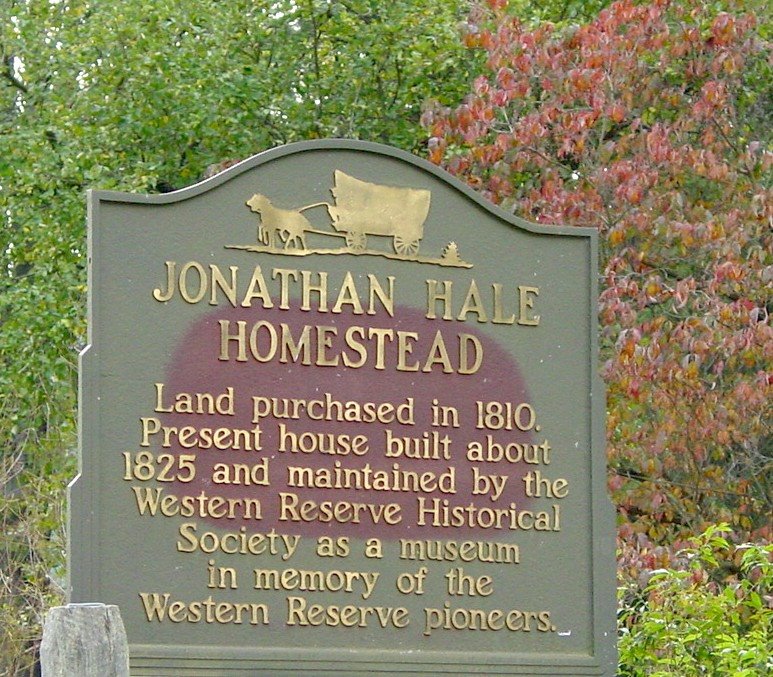 JONATHAN HALE
HOMESTEAD
Land purchased in 1810.
Present house built about
1825 and maintained by the
Western Reserve Historical
Society as a museum
in memory of the
Western Reserve pioneers.